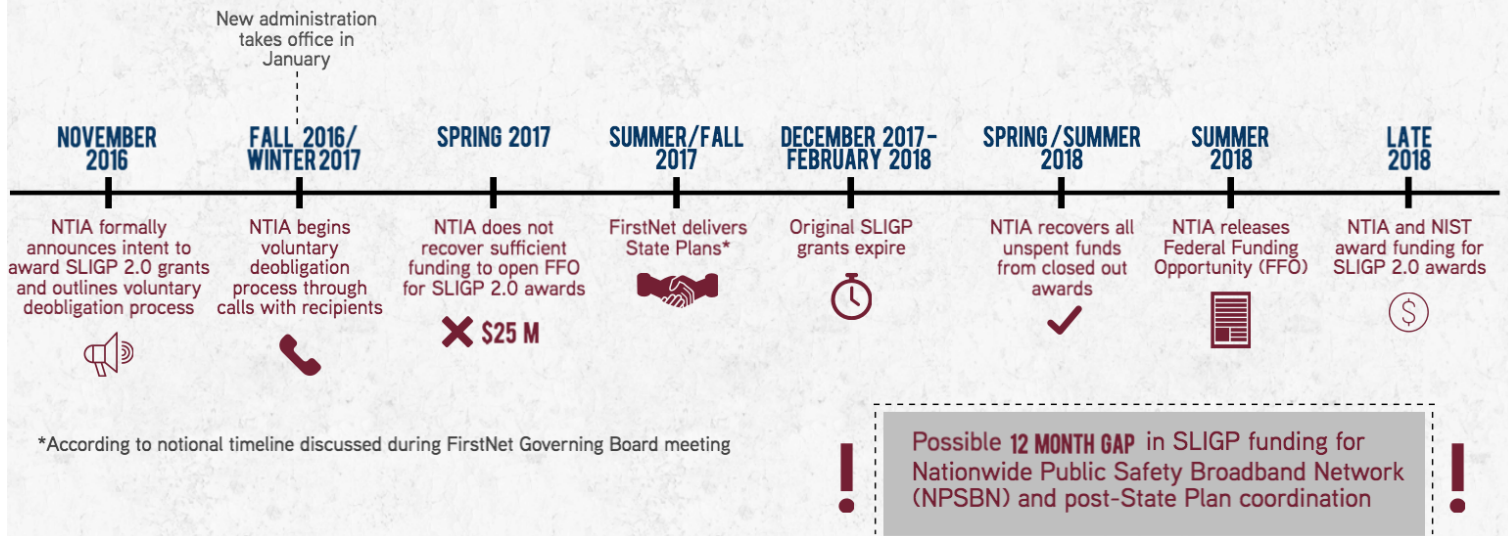 New administration
takes office in
January
NOVEMBER
2016
NTIA formally
announces intent to
award SLIGP 2.0 grants
and outlines voluntary
deobligation process
FALL 2016/
WINTER 2017
NTIA begins
voluntary
deobligation
process through
calls with recipients
SPRING 2017
NTIA does not
recover sufficient
funding to open FFO
for SLIGP 2.0 awards
$25 M
SUMMER/FALL
2017
FirstNet delivers
State Plans*
DECEMBER 2017-
FEBRUARY 2018
Original SLIGP
grants expire
SPRING/SUMMER
2018
NTIA recovers all
unspent funds
from closed out
awards
SUMMER
2018
NTIA releases
Federal Funding
Opportunity (FFO)
LATE
2018
NTIA and NIST
award funding for
SLIGP 2.0 awards
$
*According to notional timeline discussed during FirstNet Governing Board meeting
! Possible 12 MONTH GAP in SLIGP funding for !
Nationwide Public Safety Broadband Network
(NPSBN) and post-State Plan coordination